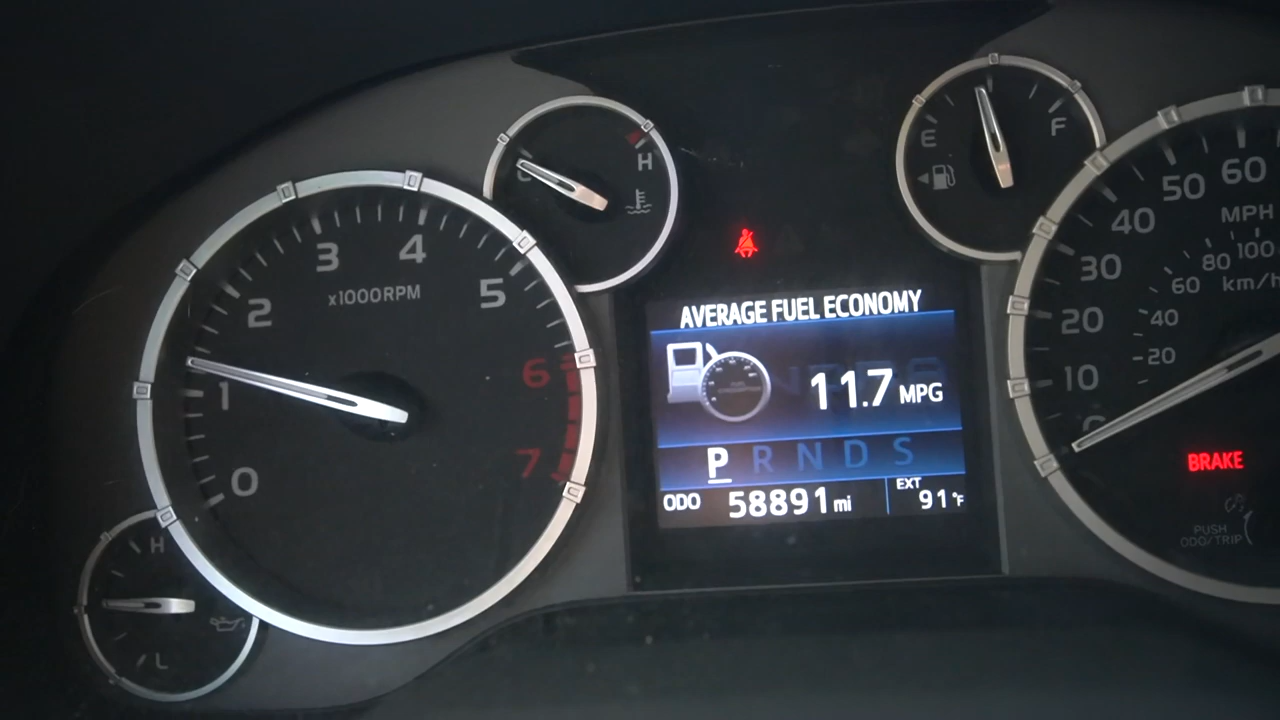 3
4
x1000RPM
2
5
1
6
0
7
H
L
C
H
E
F
AVERAGE FUEL ECONOMY
11.7 MPG
P R N D S
ODO 58891 mi
EXT
91°F
60
50
MPH
40
30
100
80
60
km/h
20
40
20
10
0
BRAKE
PUSH
ODO/TRIP